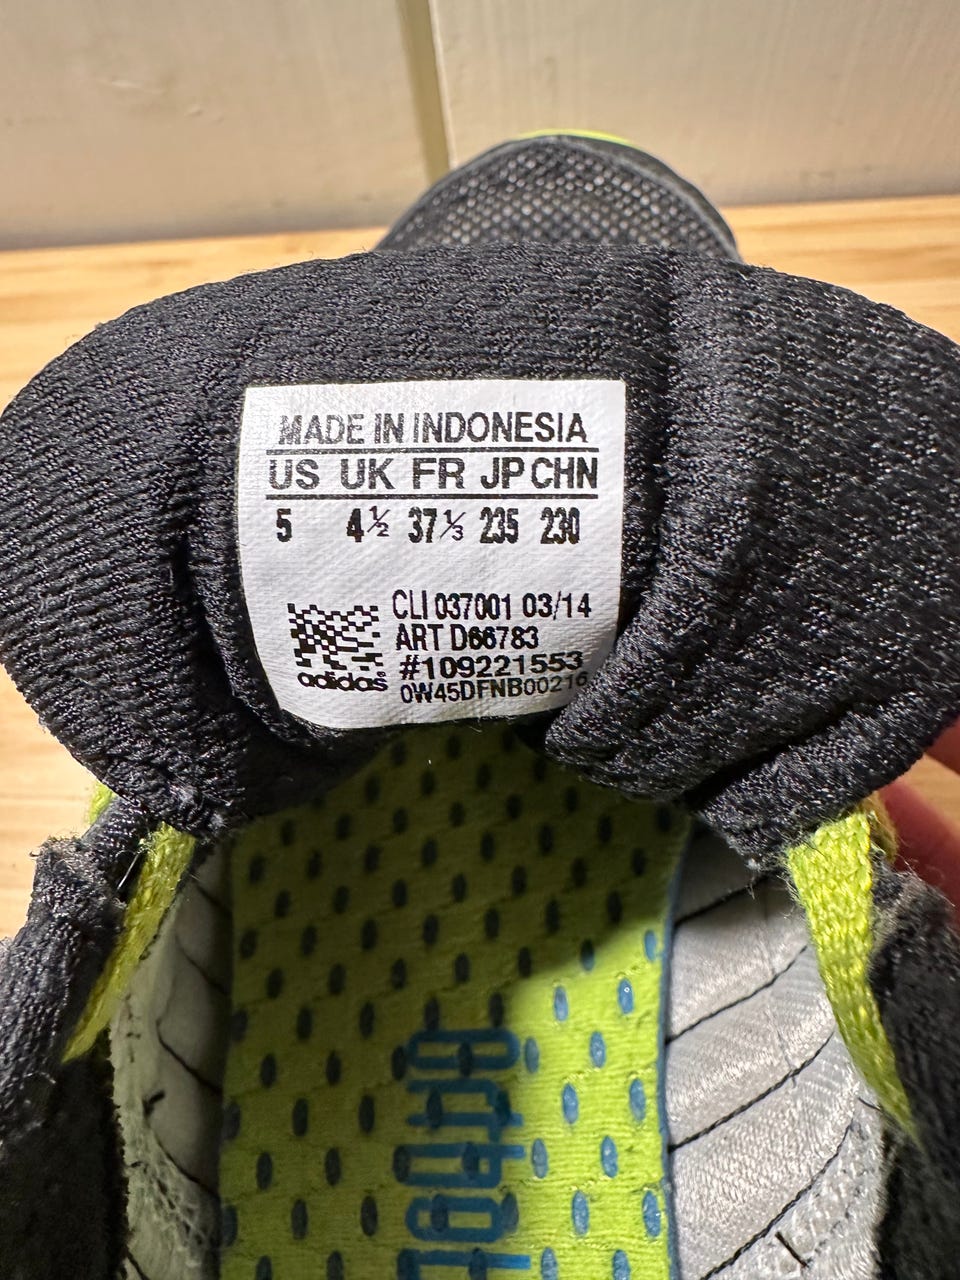 MADE IN INDONESIA
US UK FR JP CHN
5 4½ 37⅓ 235 230
CLI 037001 03/14
ART D66783
#109221553
adidas
0W45DFNB00216